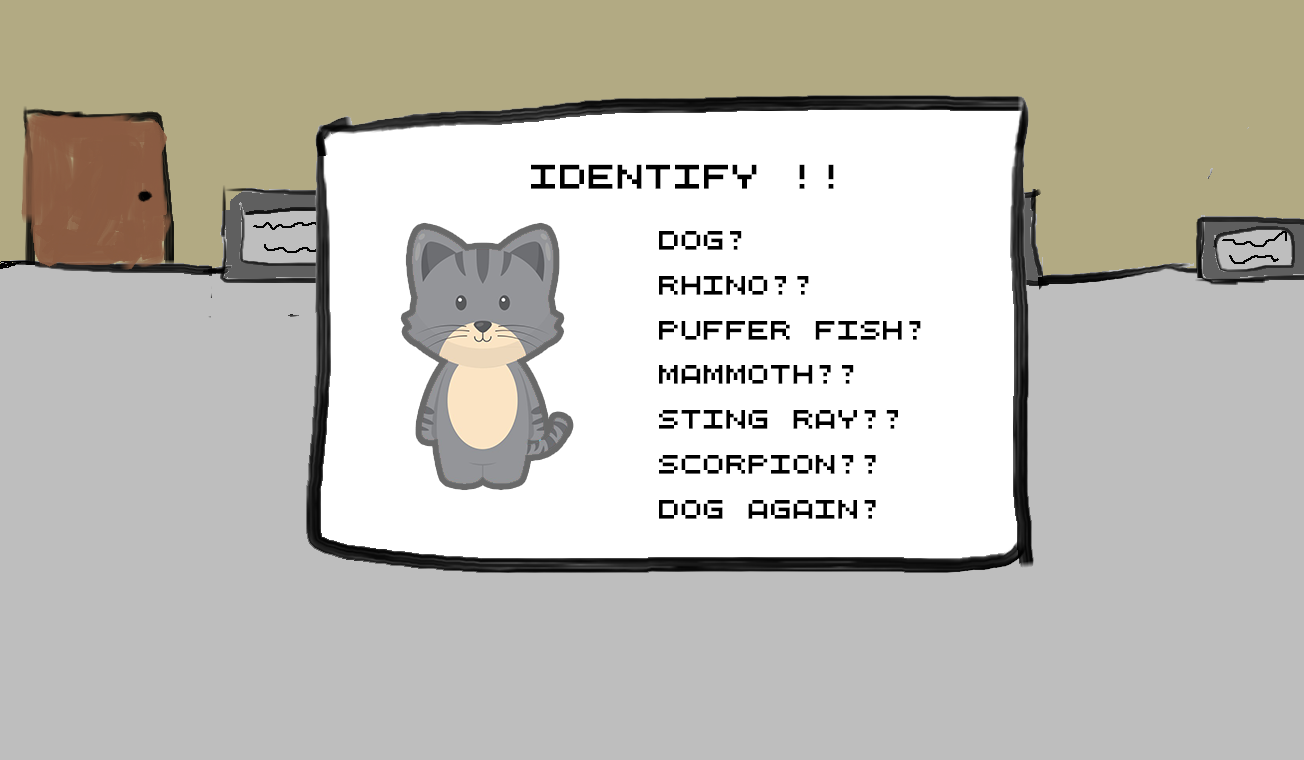 IDENTIFY !!
DOG?
RHINO??
PUFFER FISH?
MAMMOTH??
STING RAY??
SCORPION??
DOG AGAIN?